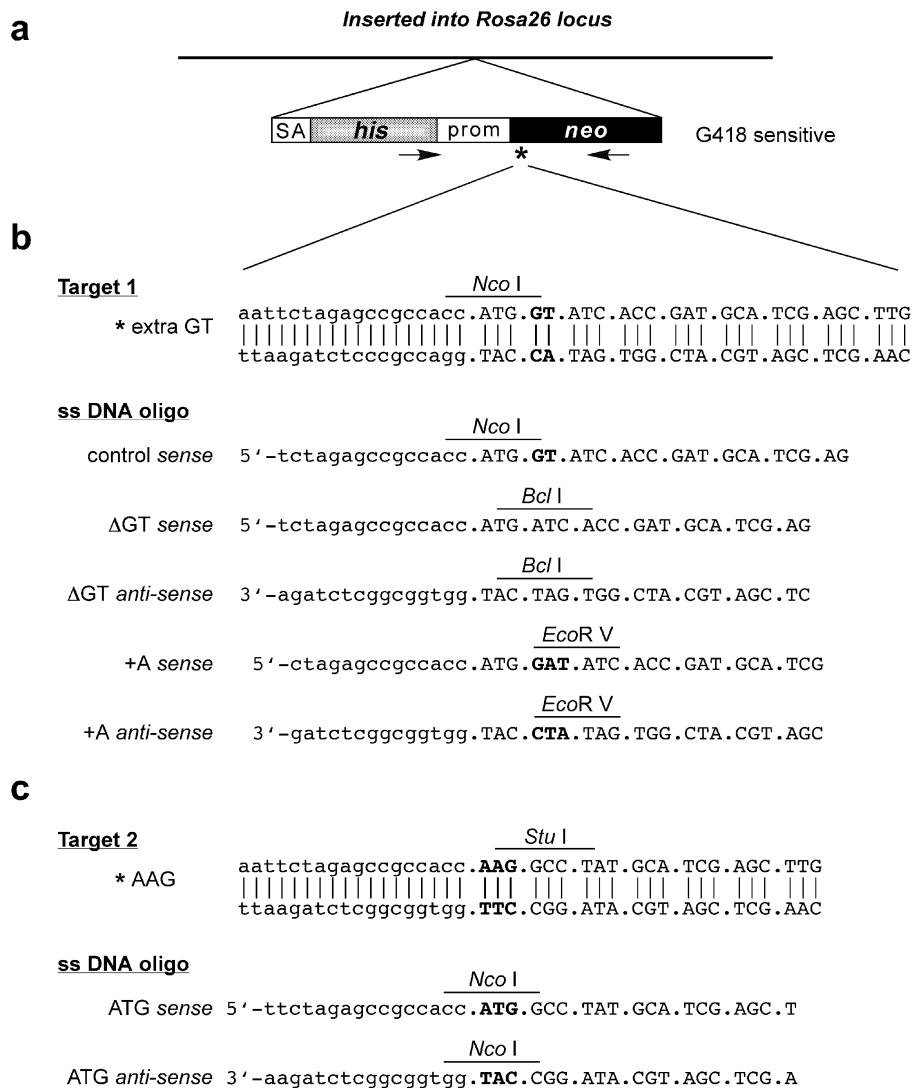 a
Inserted into Rosa26 locus
SA his prom neo
G418 sensitive
*
b
Target 1
Nco I
* extra GT
aattctagagccgccacc.ATG.GT.ATC.ACC.GAT.GCA.TCG.AGC.TTG
ttaagatctcccgccagg.TAC.CA.TAG.TGG.CTA.CGT.AGC.TCG.AAC
ss DNA oligo
Nco I
control sense 5‘-tctagagccgccacc.ATG.GT.ATC.ACC.GAT.GCA.TCG.AG
Bcl I
ΔGT sense 5‘-tctagagccgccacc.ATG.ATC.ACC.GAT.GCA.TCG.AG
Bcl I
ΔGT anti-sense 3‘-agatctcggcggtgg.TAC.TAG.TGG.CTA.CGT.AGC.TC
EcoR V
+A sense 5‘-ctagagccgccacc.ATG.GAT.ATC.ACC.GAT.GCA.TCG
EcoR V
+A anti-sense 3‘-gatctcggcggtgg.TAC.CTA.TAG.TGG.CTA.CGT.AGC
c
Target 2
Stu I
* AAG
aattctagagccgccacc.AAG.GCC.TAT.GCA.TCG.AGC.TTG
ttaagatctcggcggtgg.TTC.CGG.ATA.CGT.AGC.TCG.AAC
ss DNA oligo
Nco I
ATG sense 5‘-ttctagagccgccacc.ATG.GCC.TAT.GCA.TCG.AGC.T
Nco I
ATG anti-sense 3‘-aagatctcggcggtgg.TAC.CGG.ATA.CGT.AGC.TCG.A